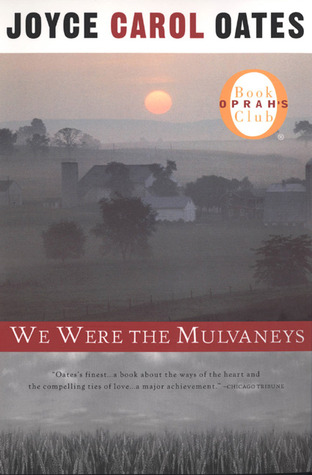 JOYCE CAROL OATES
Book
OPRAH'S
Club
®
WE WERE THE MULVANEYS
"Oates's finest...a book about the ways of the heart and
the compelling ties of love...a major achievement." –CHICAGO TRIBUNE